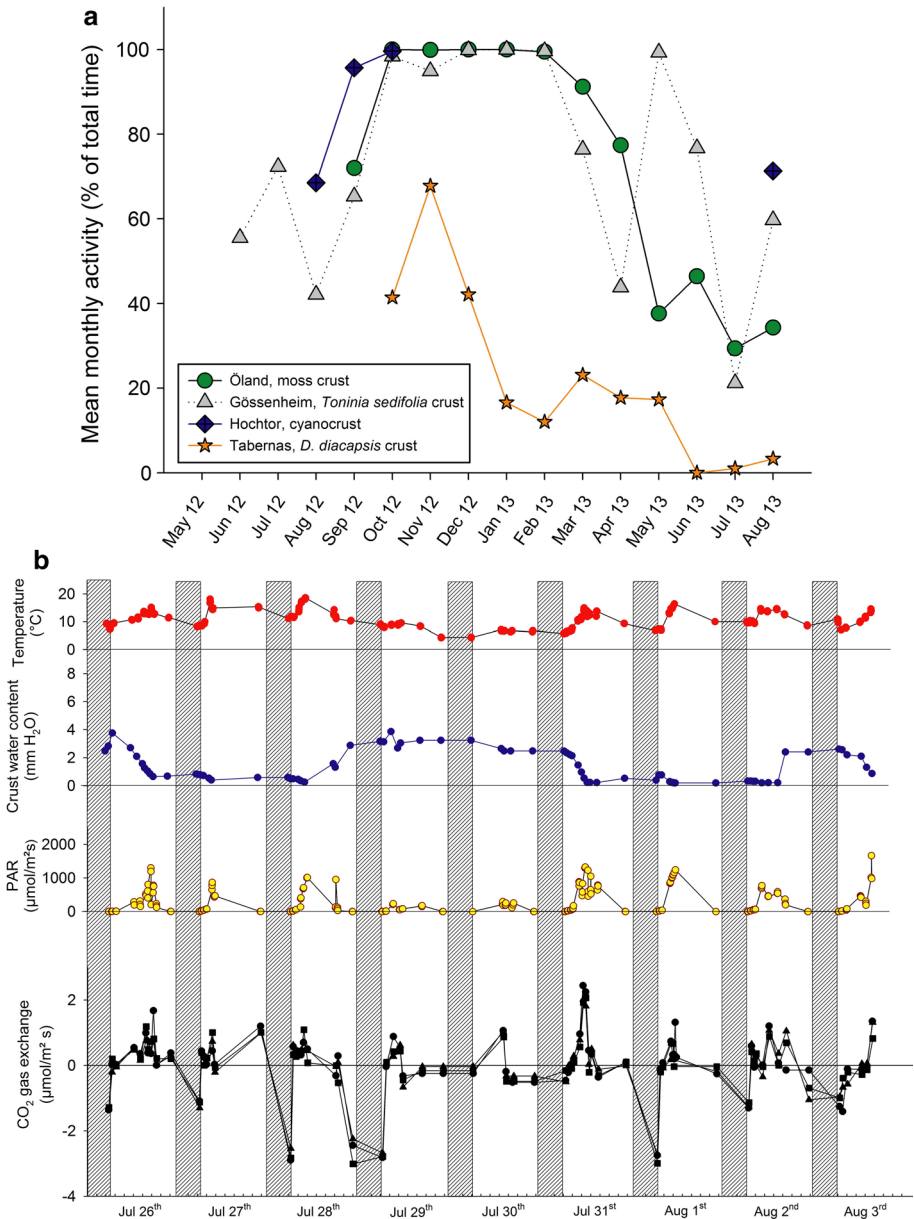 a
Mean monthly activity (% of total time)
100
80
60
40
20
0
Öland, moss crust
Gössenheim, Toninia sedifolia crust
Hochtor, cyanocrust
Tabernas, D. diacapsis crust
May 12
Jun 12
Jul 12
Aug 12
Sep 12
Oct 12
Nov 12
Dec 12
Jan 13
Feb 13
Mar 13
Apr 13
May 13
Jun 13
Jul 13
Aug 13
b
Temperature
(°C)
20
10
0
Crust water content
(mm H₂O)
8
6
4
2
0
PAR
(µmol/m²s)
2000
1000
0
CO₂ gas exchange
(µmol/m² s)
2
0
-2
-4
Jul 26th
Jul 27th
Jul 28th
Jul 29th
Jul 30th
Jul 31st
Aug 1st
Aug 2nd
Aug 3rd